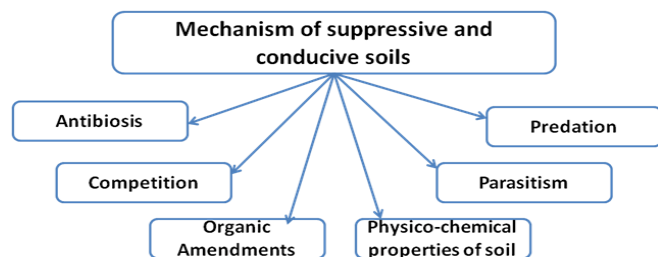 Mechanism of suppressive and
conducive soils
Antibiosis
Predation
Competition
Parasitism
Organic
Amendments
Physico-chemical
properties of soil